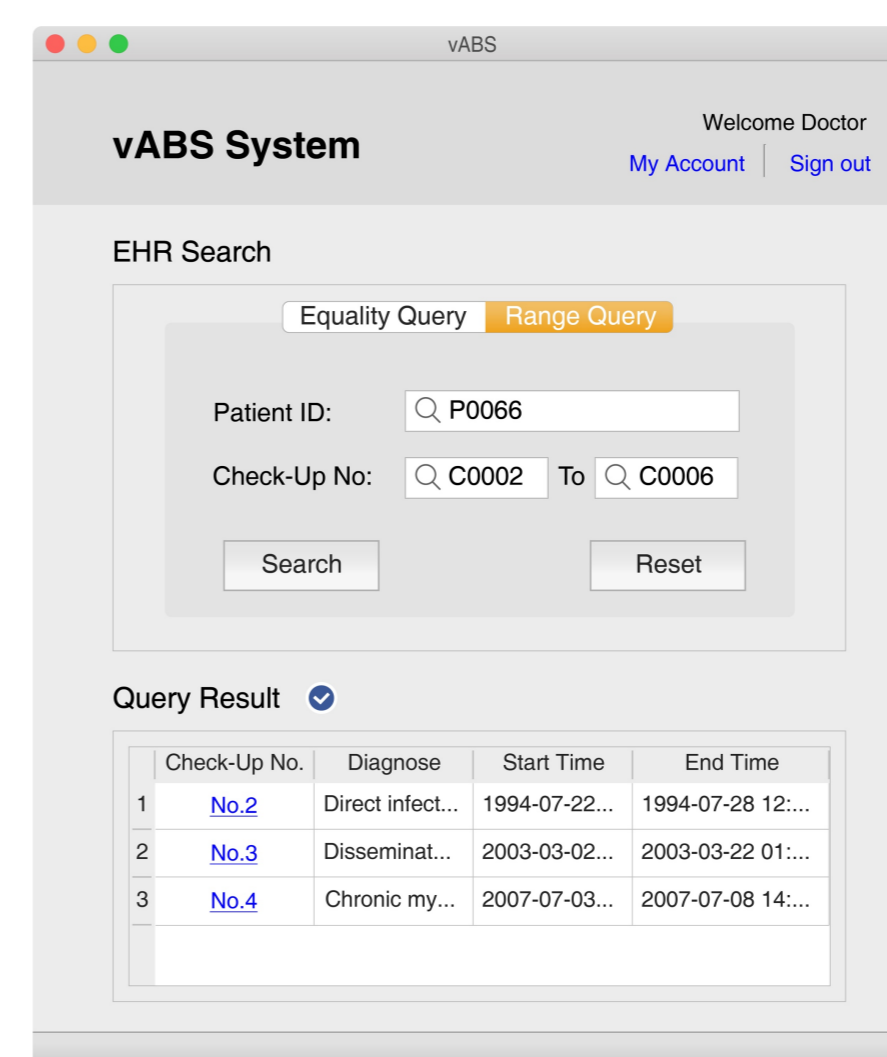 vABS
vABS System
Welcome Doctor
My Account Sign out
EHR Search
Equality Query Range Query
Patient ID: P0066
Check-Up No: C0002 To C0006
Search Reset
Query Result
Check-Up No. Diagnose Start Time End Time
1 No.2 Direct infect... 1994-07-22... 1994-07-28 12:...
2 No.3 Disseminat... 2003-03-02... 2003-03-22 01:...
3 No.4 Chronic my... 2007-07-03... 2007-07-08 14:...